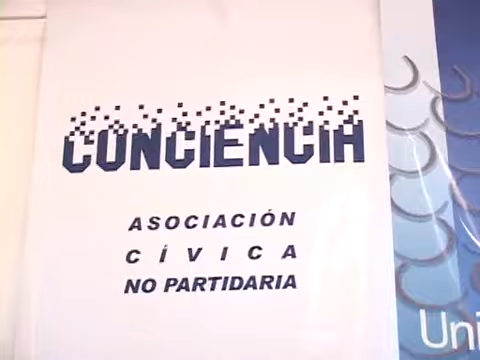 CONCIENCIA
ASOCIACIÓN
CÍVICA
NO PARTIDARIA
Uni